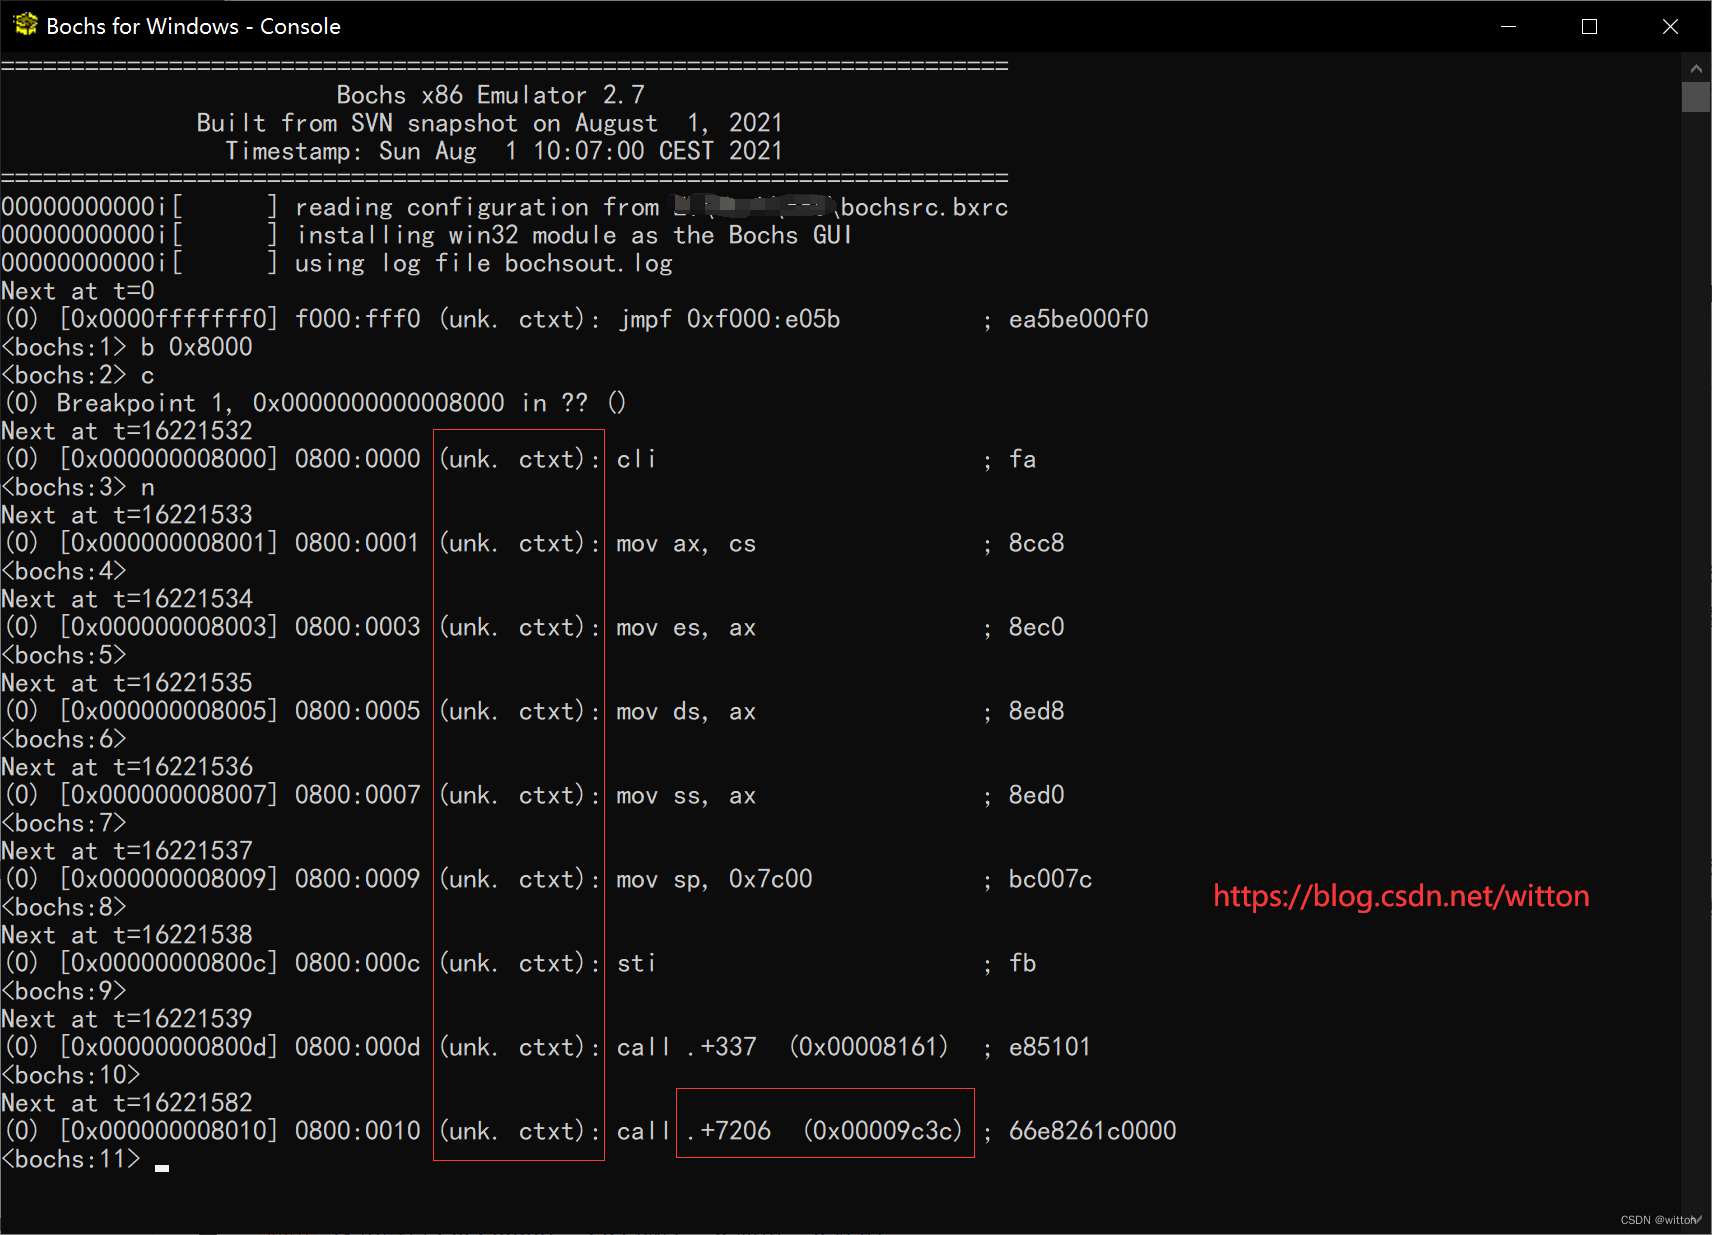 Bochs for Windows - Console
========================================================================
Bochs x86 Emulator 2.7
Built from SVN snapshot on August  1, 2021
Timestamp: Sun Aug  1 10:07:00 CEST 2021
========================================================================
00000000000i[      ] reading configuration from \bochsrc.bxrc
00000000000i[      ] installing win32 module as the Bochs GUI
00000000000i[      ] using log file bochsout.log
Next at t=0
(0) [0x0000fffffff0] f000:fff0 (unk. ctxt): jmpf 0xf000:e05b          ; ea5be000f0
<bochs:1> b 0x8000
<bochs:2> c
(0) Breakpoint 1, 0x0000000000008000 in ?? ()
Next at t=16221532
(0) [0x000000008000] 0800:0000 (unk. ctxt): cli                       ; fa
<bochs:3> n
Next at t=16221533
(0) [0x000000008001] 0800:0001 (unk. ctxt): mov ax, cs                ; 8cc8
<bochs:4>
Next at t=16221534
(0) [0x000000008003] 0800:0003 (unk. ctxt): mov es, ax                ; 8ec0
<bochs:5>
Next at t=16221535
(0) [0x000000008005] 0800:0005 (unk. ctxt): mov ds, ax                ; 8ed8
<bochs:6>
Next at t=16221536
(0) [0x000000008007] 0800:0007 (unk. ctxt): mov ss, ax                ; 8ed0
<bochs:7>
Next at t=16221537
(0) [0x000000008009] 0800:0009 (unk. ctxt): mov sp, 0x7c00            ; bc007c
https://blog.csdn.net/witton
<bochs:8>
Next at t=16221538
(0) [0x00000000800c] 0800:000c (unk. ctxt): sti                       ; fb
<bochs:9>
Next at t=16221539
(0) [0x00000000800d] 0800:000d (unk. ctxt): call .+337  (0x00008161)  ; e85101
<bochs:10>
Next at t=16221582
(0) [0x000000008010] 0800:0010 (unk. ctxt): call .+7206  (0x00009c3c) ; 66e8261c0000
<bochs:11>
CSDN @witton